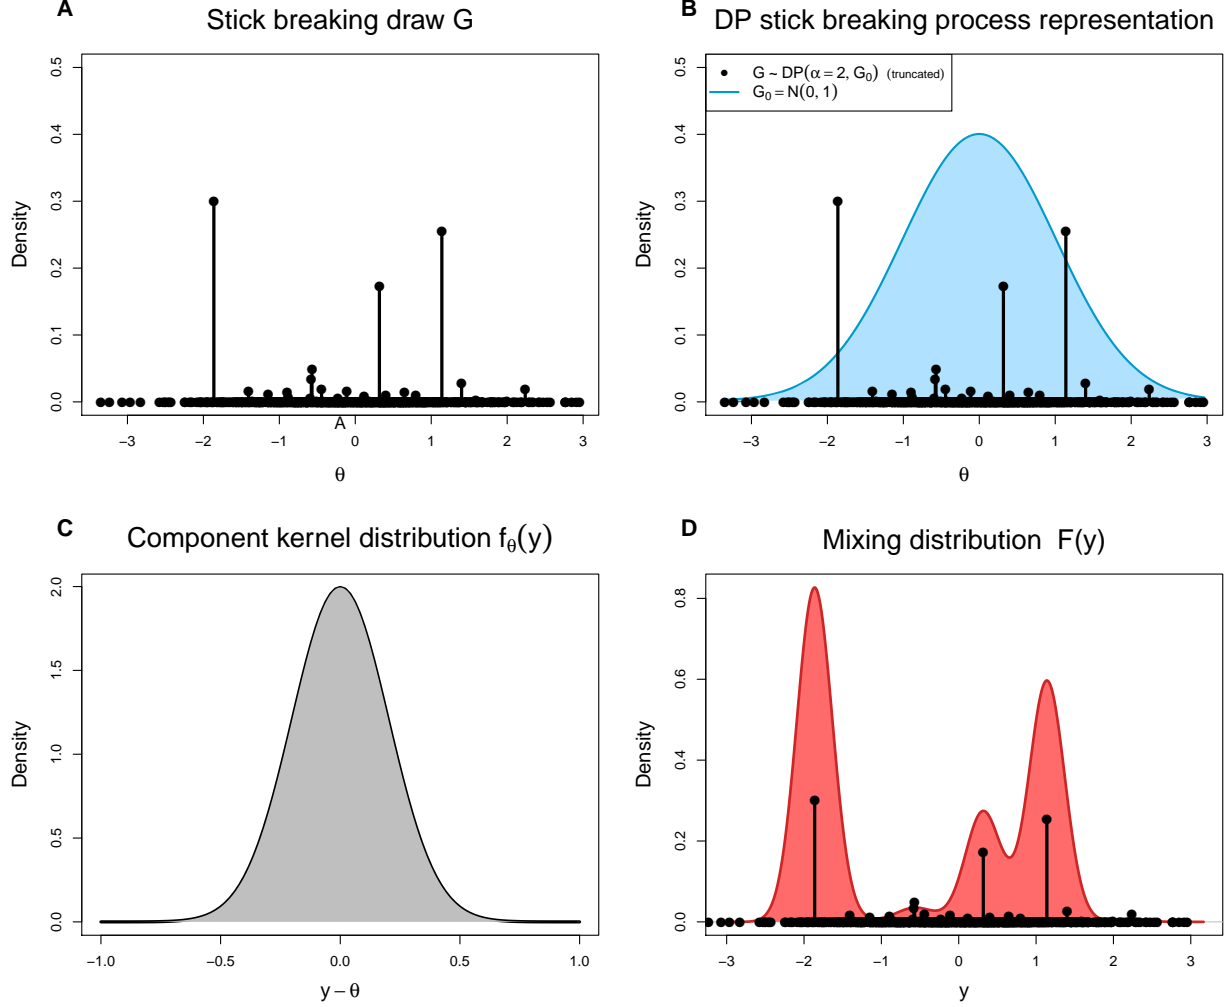 A
Stick breaking draw G
Density
0.0
0.1
0.2
0.3
0.4
0.5
−3
−2
−1
0
1
2
3
A
θ
B
DP stick breaking process representation
G ~ DP(α = 2, G₀) (truncated)
G₀ = N(0, 1)
Density
0.0
0.1
0.2
0.3
0.4
0.5
−3
−2
−1
0
1
2
3
θ
C
Component kernel distribution fθ(y)
Density
0.0
0.5
1.0
1.5
2.0
−1.0
−0.5
0.0
0.5
1.0
y − θ
D
Mixing distribution F(y)
Density
0.0
0.2
0.4
0.6
0.8
−3
−2
−1
0
1
2
3
y